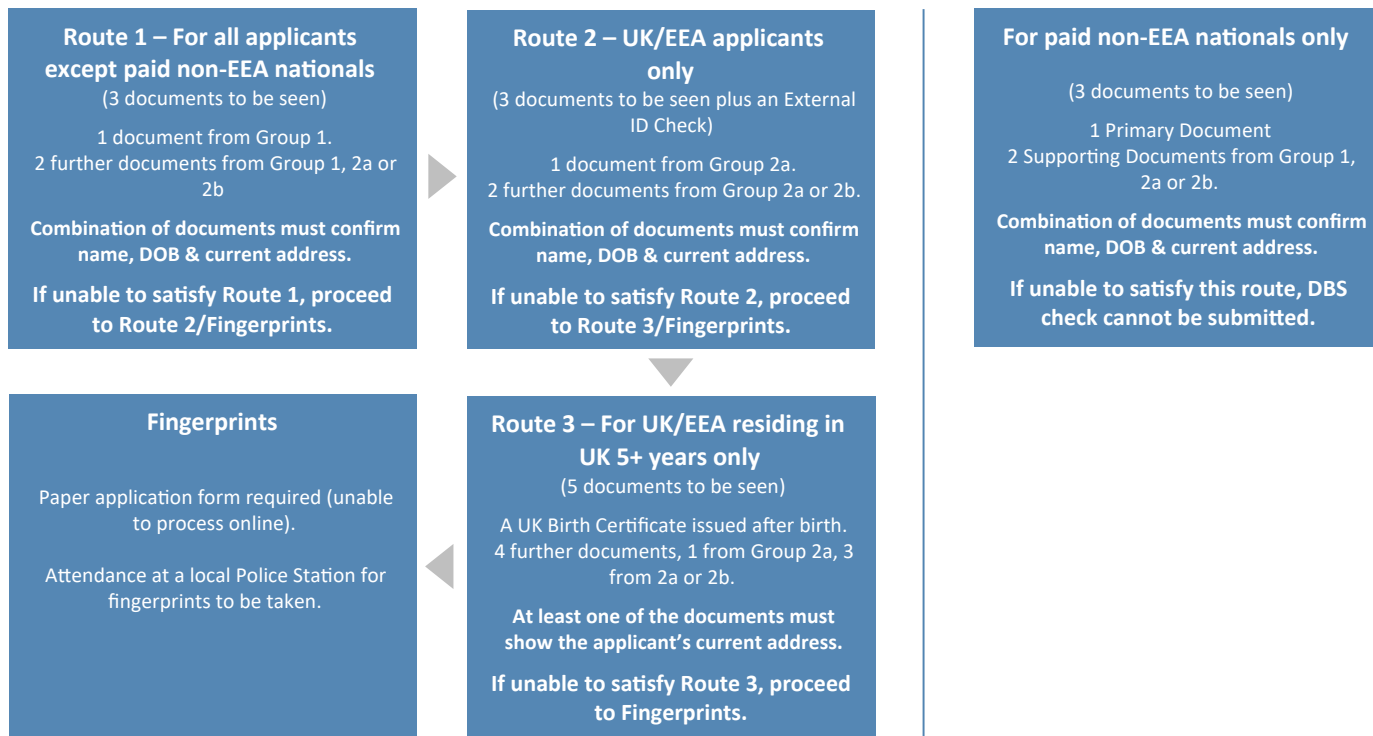 Route 1 – For all applicants
except paid non-EEA nationals
(3 documents to be seen)
1 document from Group 1.
2 further documents from Group 1, 2a or
2b
Combination of documents must confirm
name, DOB & current address.
If unable to satisfy Route 1, proceed
to Route 2/Fingerprints.
Route 2 – UK/EEA applicants
only
(3 documents to be seen plus an External
ID Check)
1 document from Group 2a.
2 further documents from Group 2a or 2b.
Combination of documents must confirm
name, DOB & current address.
If unable to satisfy Route 2, proceed
to Route 3/Fingerprints.
For paid non-EEA nationals only
(3 documents to be seen)
1 Primary Document
2 Supporting Documents from Group 1,
2a or 2b.
Combination of documents must confirm
name, DOB & current address.
If unable to satisfy this route, DBS
check cannot be submitted.
Route 3 – For UK/EEA residing in
UK 5+ years only
(5 documents to be seen)
A UK Birth Certificate issued after birth.
4 further documents, 1 from Group 2a, 3
from 2a or 2b.
At least one of the documents must
show the applicant’s current address.
If unable to satisfy Route 3, proceed
to Fingerprints.
Fingerprints
Paper application form required (unable
to process online).
Attendance at a local Police Station for
fingerprints to be taken.